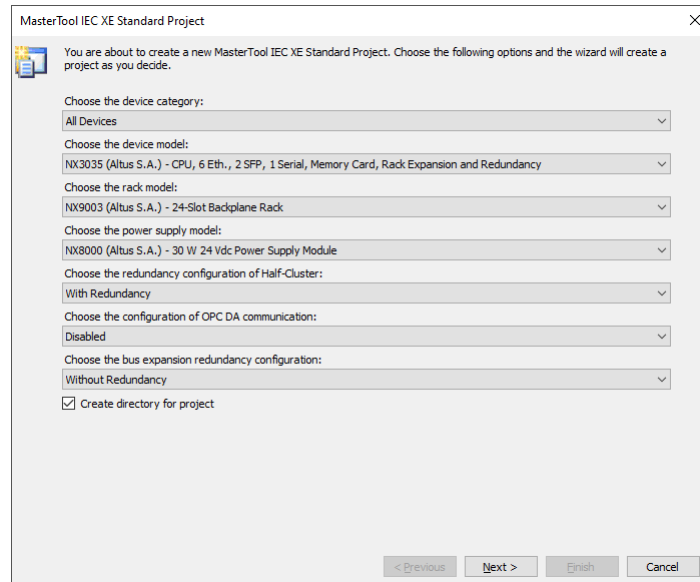 MasterTool IEC XE Standard Project
You are about to create a new MasterTool IEC XE Standard Project. Choose the following options and the wizard will create a
project as you decide.
Choose the device category:
All Devices
Choose the device model:
NX3035 (Altus S.A.) - CPU, 6 Eth., 2 SFP, 1 Serial, Memory Card, Rack Expansion and Redundancy
Choose the rack model:
NX9003 (Altus S.A.) - 24-Slot Backplane Rack
Choose the power supply model:
NX8000 (Altus S.A.) - 30 W 24 Vdc Power Supply Module
Choose the redundancy configuration of Half-Cluster:
With Redundancy
Choose the configuration of OPC DA communication:
Disabled
Choose the bus expansion redundancy configuration:
Without Redundancy
Create directory for project
< Previous
Next >
Finish
Cancel